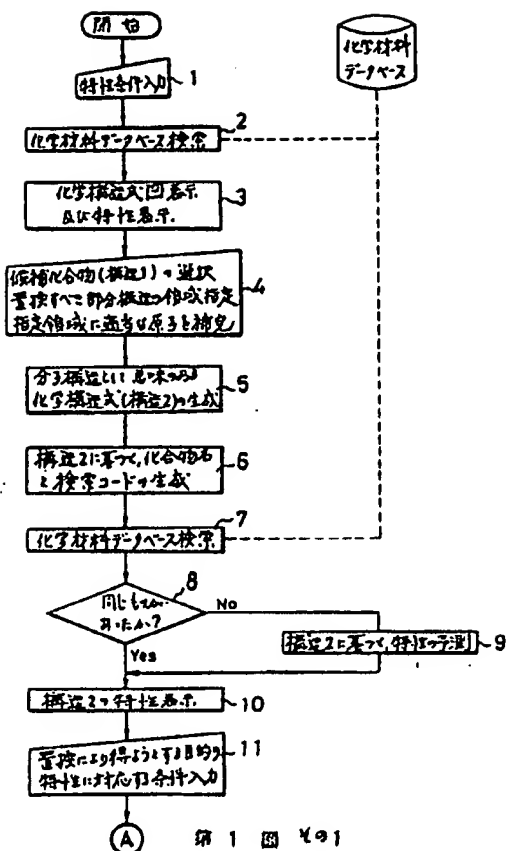 開始
化学材料
データベース
特性条件入力
1
2
化学材料データベース検索
化学構造式図表示
及び特性表示
3
候補化合物(構造1)の選択
置換すべき部分構造の領域指定
指定領域に適当な原子を補充
4
分子構造として意味のある
化学構造式(構造2)の生成
5
構造2に基づく、化合物名
と検索コードの生成
6
7
化学材料データベース検索
8
同じものが
あったか?
No
Yes
構造2に基づく、特性の予測
9
構造2の特性表示
10
置換により得ようとする目的の
特性に対応する条件入力
11
A
第 1 図 その1